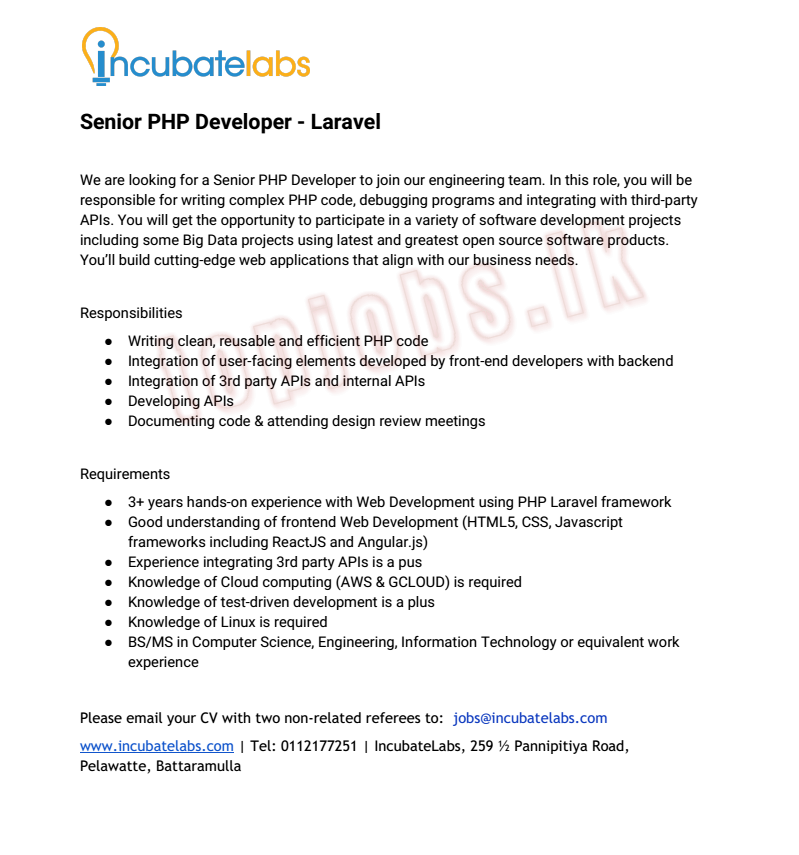 incubatelabs
Senior PHP Developer - Laravel
We are looking for a Senior PHP Developer to join our engineering team. In this role, you will be
responsible for writing complex PHP code, debugging programs and integrating with third-party
APIs. You will get the opportunity to participate in a variety of software development projects
including some Big Data projects using latest and greatest open source software products.
You’ll build cutting-edge web applications that align with our business needs.
topjobs.lk
Responsibilities
● Writing clean, reusable and efficient PHP code
● Integration of user-facing elements developed by front-end developers with backend
● Integration of 3rd party APIs and internal APIs
● Developing APIs
● Documenting code & attending design review meetings
Requirements
● 3+ years hands-on experience with Web Development using PHP Laravel framework
● Good understanding of frontend Web Development (HTML5, CSS, Javascript
frameworks including ReactJS and Angular.js)
● Experience integrating 3rd party APIs is a pus
● Knowledge of Cloud computing (AWS & GCLOUD) is required
● Knowledge of test-driven development is a plus
● Knowledge of Linux is required
● BS/MS in Computer Science, Engineering, Information Technology or equivalent work
experience
Please email your CV with two non-related referees to: jobs@incubatelabs.com
www.incubatelabs.com | Tel: 0112177251 | IncubateLabs, 259 ½ Pannipitiya Road,
Pelawatte, Battaramulla